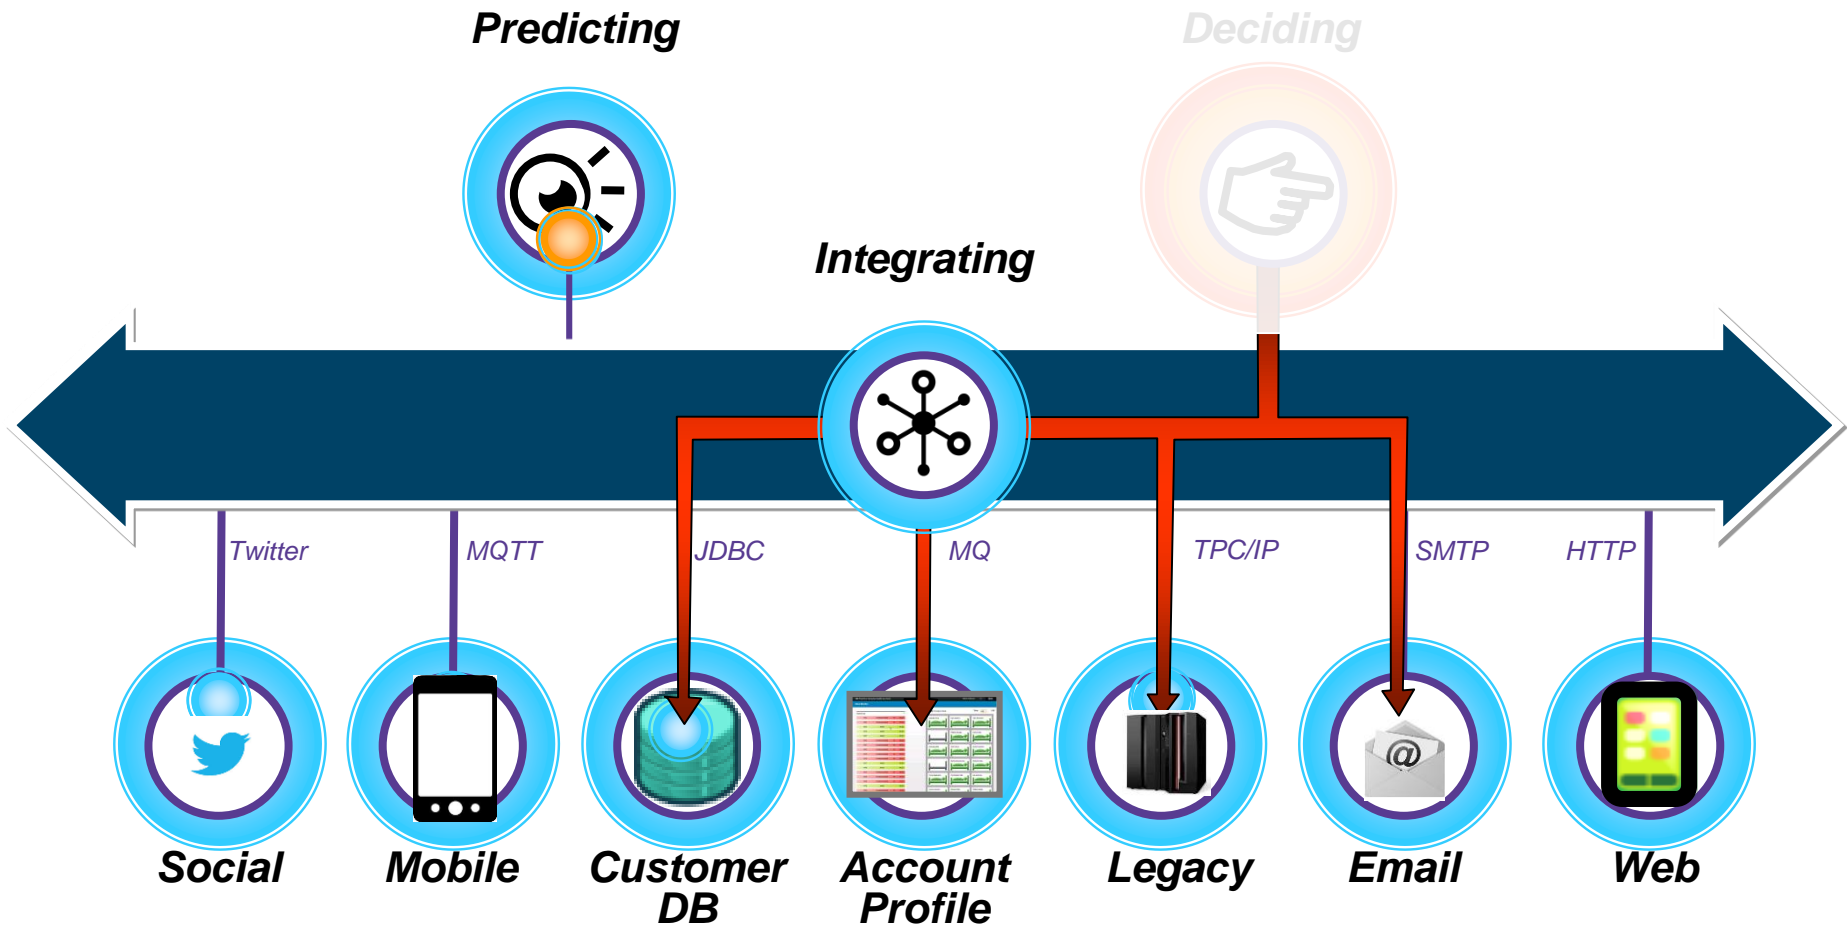 Predicting
Deciding
Integrating
Twitter
MQTT
JDBC
MQ
TPC/IP
SMTP
HTTP
@
Social
Mobile
Customer
DB
Account
Profile
Legacy
Email
Web